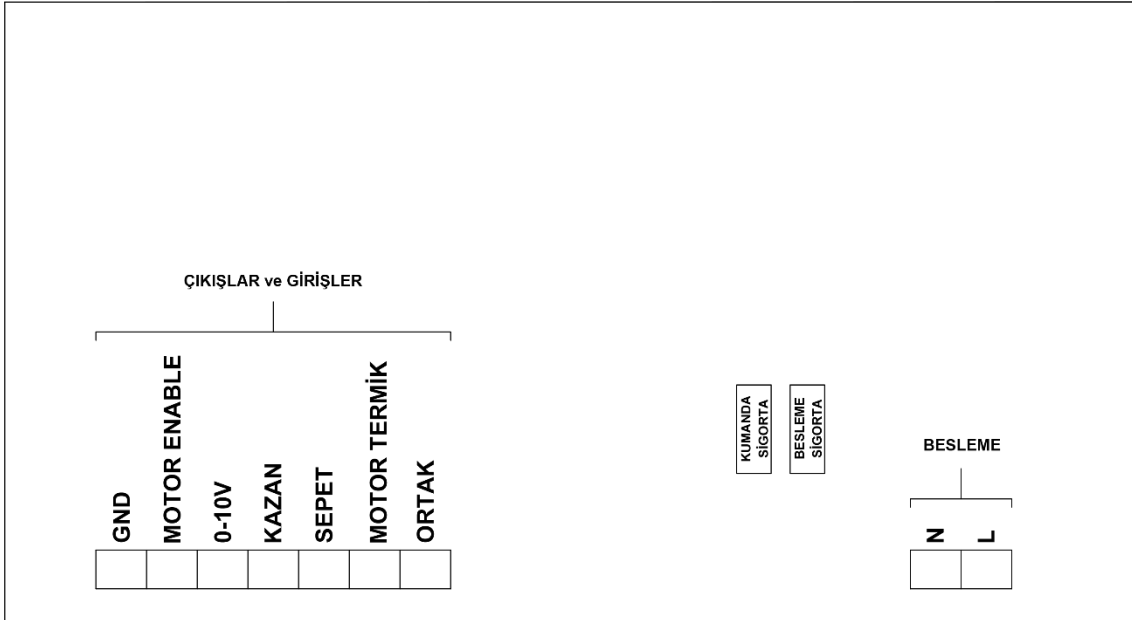 ÇIKIŞLAR ve GİRİŞLER
GND
MOTOR ENABLE
0-10V
KAZAN
SEPET
MOTOR TERMİK
ORTAK
KUMANDA
SİGORTA
BESLEME
SİGORTA
BESLEME
N
L